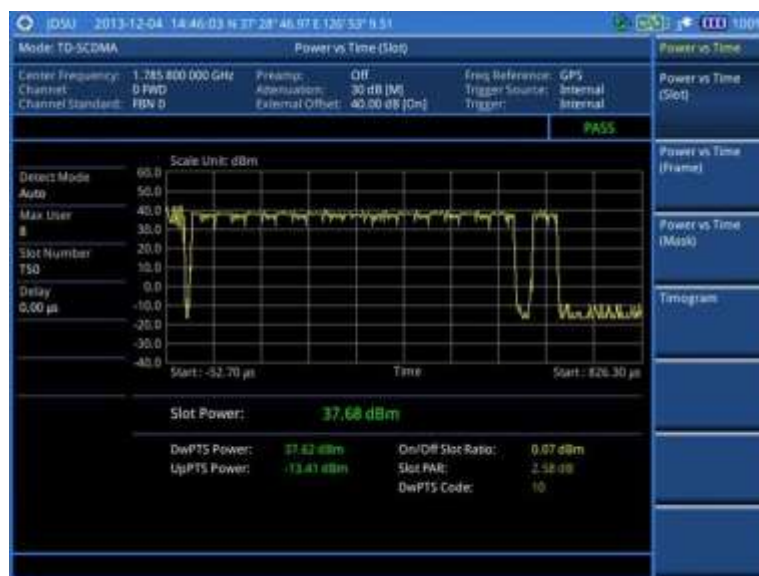 JDSU 2013-12-04 14:46:03 N 37° 28' 46.97 E 126° 53' 9.51 100%
Mode: TD-SCDMA Power vs Time (Slot) Power vs Time
Center Frequency: 1.785 800 000 GHz Preamp: Off Freq Reference: GPS
Channel: 0 FWD Attenuation: 30 dB [M] Trigger Source: Internal
Channel Standard: FBN 0 External Offset: 40.00 dB [On] Trigger: Internal
PASS
Power vs Time (Slot)
Power vs Time (Frame)
Power vs Time (Mask)
Timogram
Detect Mode
Auto
Max User
8
Slot Number
TS0
Delay
0.00 µs
Scale Unit: dBm
60.0
50.0
40.0
30.0
20.0
10.0
0.0
-10.0
-20.0
-30.0
-40.0
Start: -52.70 µs Time Start: 826.30 µs
Slot Power: 37.68 dBm
DwPTS Power: 37.62 dBm On/Off Slot Ratio: 0.07 dBm
UpPTS Power: -13.41 dBm Slot PAR: 2.58 dB
DwPTS Code: 10